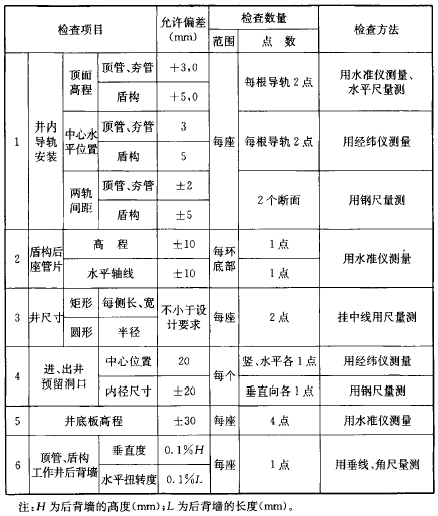 检查项目 允许偏差(mm) 检查数量 检查方法
范围 点数
1 井内导轨安装 顶面高程 顶管、夯管 +3.0 每座 每根导轨2点 用水准仪测量、水平尺量测
盾构 +5.0
中心水平位置 顶管、夯管 3 每根导轨2点 用经纬仪测量
盾构 5
两轨间距 顶管、夯管 ±2 2个断面 用钢尺量测
盾构 ±5
2 盾构后座管片 高程 ±10 每环底部 1点 用水准仪测量
水平轴线 ±10 1点
3 井尺寸 矩形 每侧长、宽 不小于设计要求 每座 2点 挂中线用尺量测
圆形 半径
4 进、出井预留洞口 中心位置 20 每个 竖、水平各1点 用经纬仪测量
内径尺寸 ±20 垂直向各1点 用钢尺量测
5 井底板高程 ±30 每座 4点 用水准仪测量
6 顶管、盾构工作井后背墙 垂直度 0.1%H 每座 1点 用垂线、角尺量测
水平扭转度 0.1%L
注:H为后背墙的高度(mm);L为后背墙的长度(mm)。